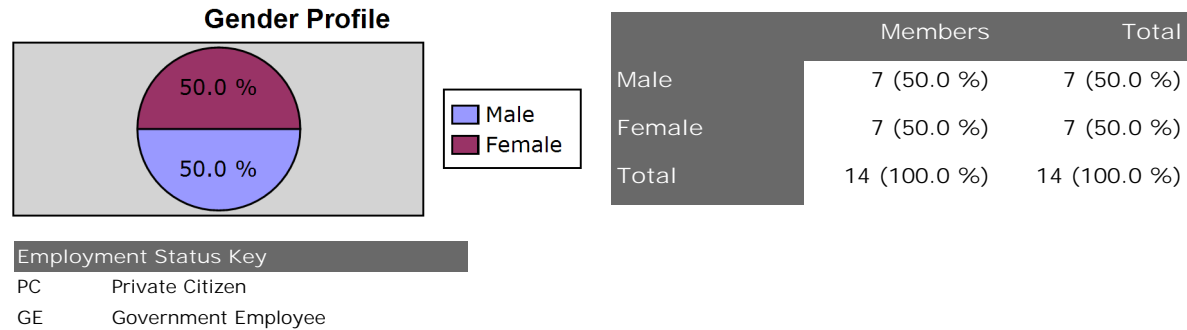 Gender Profile
50.0 %
50.0 %
Male
Female
Members Total
Male 7 (50.0 %) 7 (50.0 %)
Female 7 (50.0 %) 7 (50.0 %)
Total 14 (100.0 %) 14 (100.0 %)
Employment Status Key
PC Private Citizen
GE Government Employee